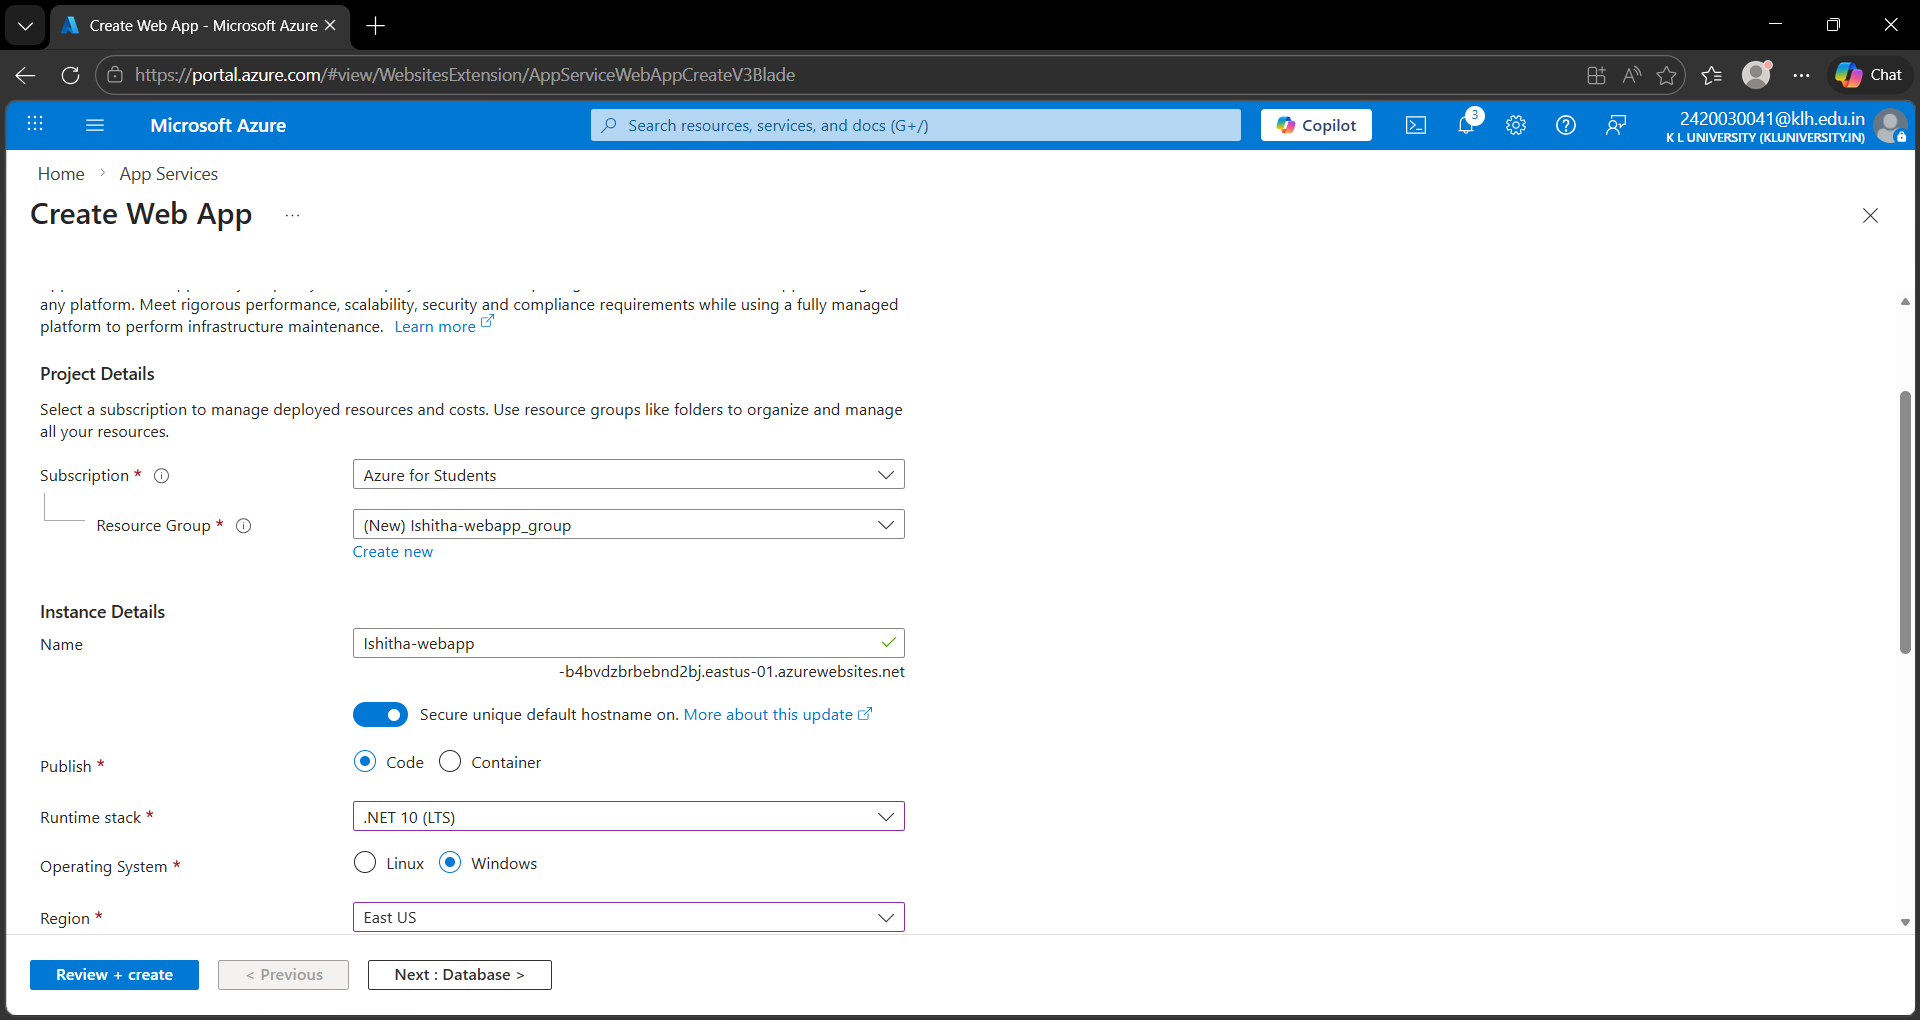 Create Web App - Microsoft Azure
https://portal.azure.com/#view/WebsitesExtension/AppServiceWebAppCreateV3Blade
Chat
Microsoft Azure
Search resources, services, and docs (G+/)
Copilot
3
2420030041@klh.edu.in
K L UNIVERSITY (KLUNIVERSITY.IN)
Home > App Services
Create Web App ...
any platform. Meet rigorous performance, scalability, security and compliance requirements while using a fully managed
platform to perform infrastructure maintenance. Learn more
Project Details
Select a subscription to manage deployed resources and costs. Use resource groups like folders to organize and manage
all your resources.
Subscription *
Azure for Students
Resource Group *
(New) Ishitha-webapp_group
Create new
Instance Details
Name
Ishitha-webapp
-b4bvdzbrbebnd2bj.eastus-01.azurewebsites.net
Secure unique default hostname on. More about this update
Publish *
Code
Container
Runtime stack *
.NET 10 (LTS)
Operating System *
Linux
Windows
Region *
East US
Review + create
< Previous
Next : Database >